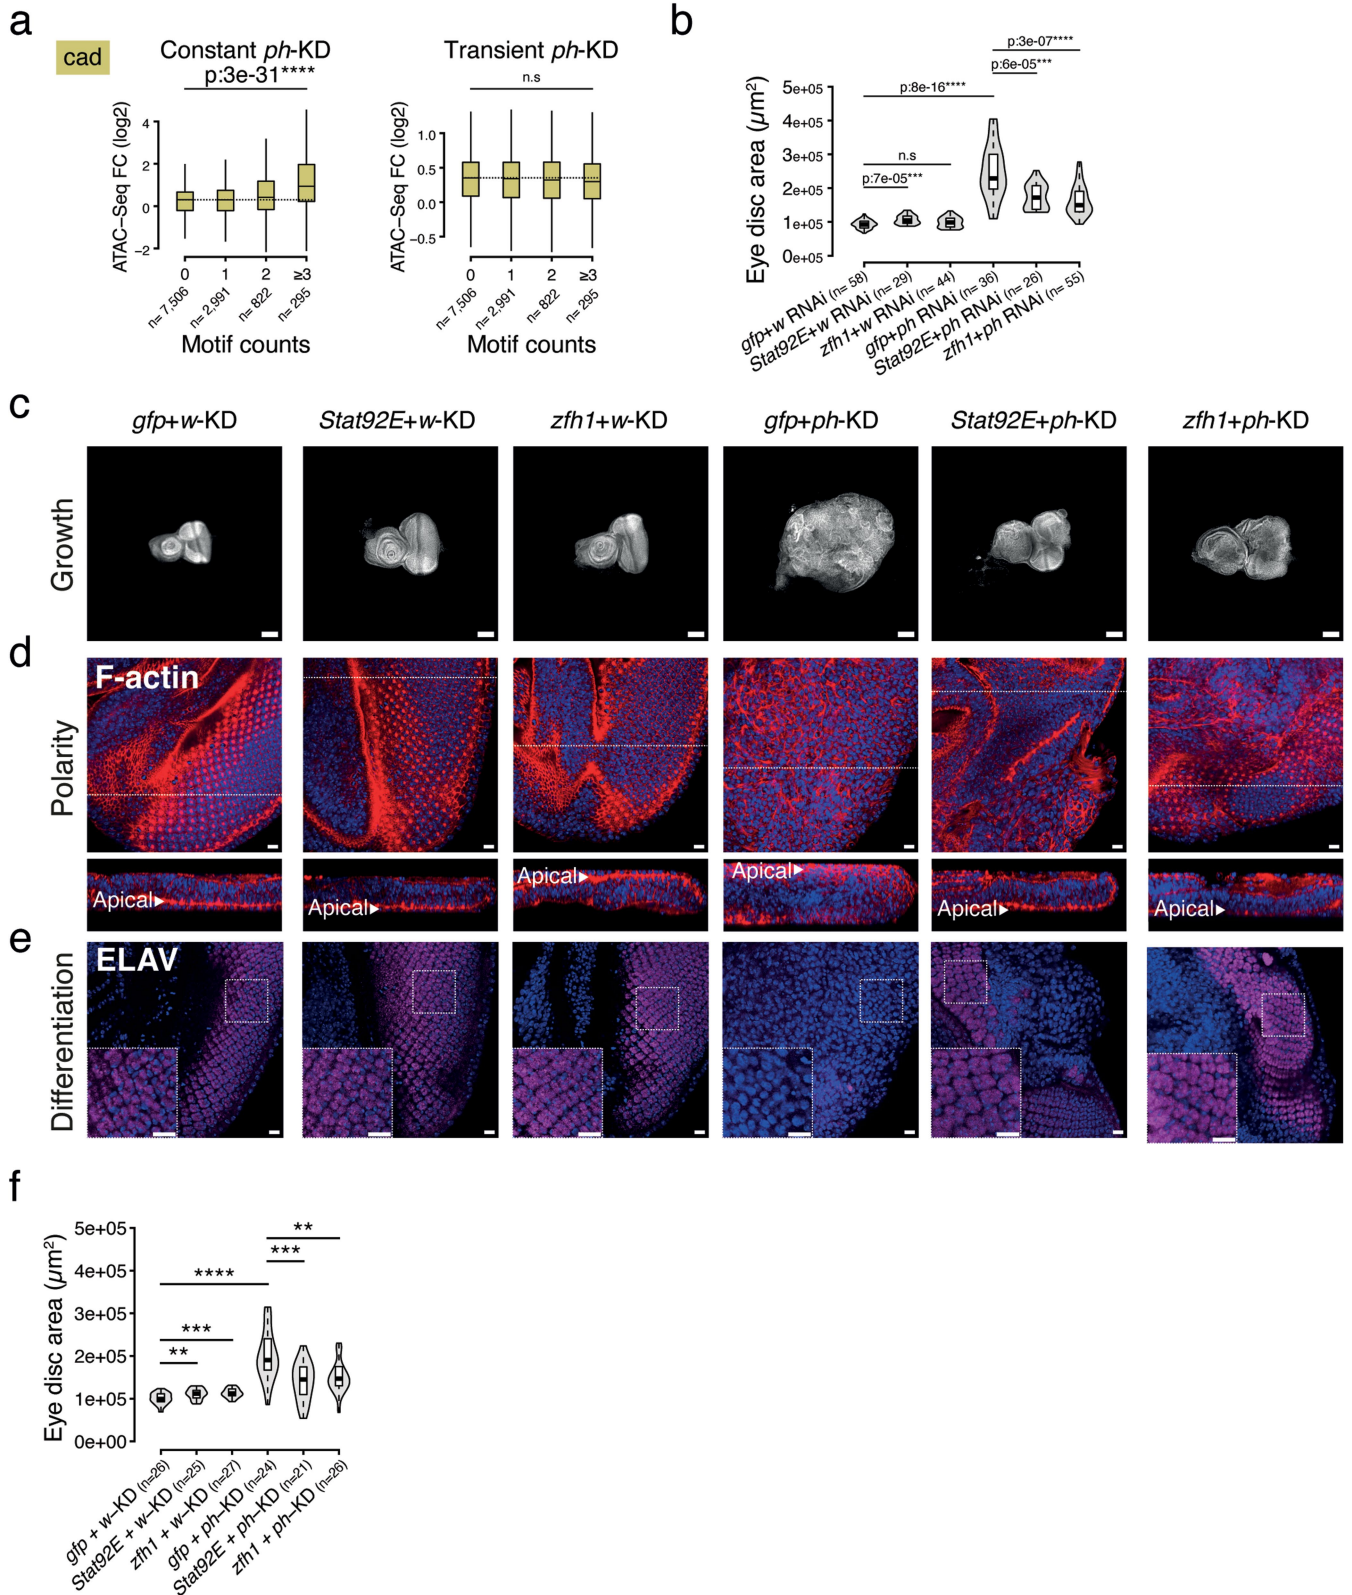 a
cad
Constant ph-KD
p:3e-31****
ATAC-Seq FC (log2)
4
2
0
−2
0 1 2 ≥3
n= 7,506 n= 2,991 n= 822 n= 295
Motif counts
Transient ph-KD
n.s
ATAC-Seq FC (log2)
1.0
0.5
0.0
−0.5
0 1 2 ≥3
n= 7,506 n= 2,991 n= 822 n= 295
Motif counts
b
p:3e-07****
p:6e-05***
p:8e-16****
n.s
p:7e-05***
Eye disc area (μm²)
5e+05
4e+05
3e+05
2e+05
1e+05
0e+05
gfp+w RNAi (n= 58)
Stat92E+w RNAi (n= 29)
zfh1+w RNAi (n= 44)
gfp+ph RNAi (n= 36)
Stat92E+ph RNAi (n= 26)
zfh1+ph RNAi (n= 55)
c
gfp+w-KD Stat92E+w-KD zfh1+w-KD gfp+ph-KD Stat92E+ph-KD zfh1+ph-KD
Growth
d
F-actin
Polarity
Apical Apical Apical Apical Apical Apical
e
ELAV
Differentiation
f
Eye disc area (μm²)
5e+05
4e+05
3e+05
2e+05
1e+05
0e+00
**
***
****
***
**
gfp + w−KD (n=26)
Stat92E + w−KD (n=25)
zfh1 + w−KD (n=27)
gfp + ph−KD (n=24)
Stat92E + ph−KD (n=21)
zfh1 + ph−KD (n=26)